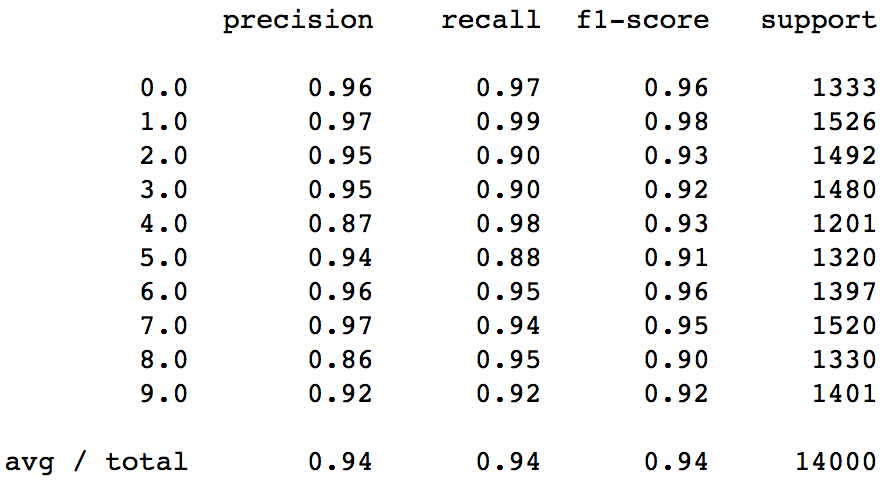 precision recall f1-score support
0.0 0.96 0.97 0.96 1333
1.0 0.97 0.99 0.98 1526
2.0 0.95 0.90 0.93 1492
3.0 0.95 0.90 0.92 1480
4.0 0.87 0.98 0.93 1201
5.0 0.94 0.88 0.91 1320
6.0 0.96 0.95 0.96 1397
7.0 0.97 0.94 0.95 1520
8.0 0.86 0.95 0.90 1330
9.0 0.92 0.92 0.92 1401
avg / total 0.94 0.94 0.94 14000